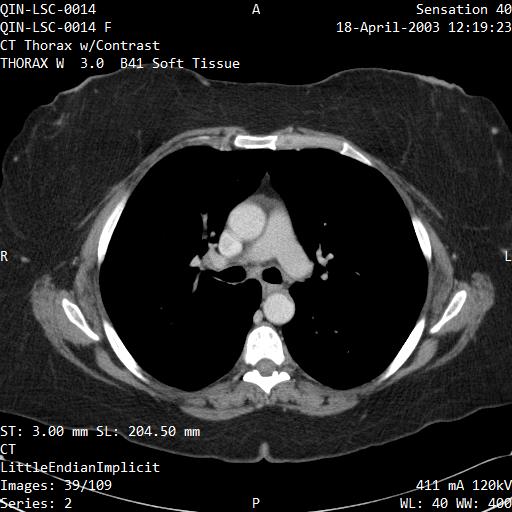 QIN-LSC-0014
A
Sensation 40
QIN-LSC-0014 F
18-April-2003 12:19:23
CT Thorax w/Contrast
THORAX W  3.0  B41 Soft Tissue
R
L
ST: 3.00 mm SL: 204.50 mm
CT
LittleEndianImplicit
Images: 39/109
411 mA 120kV
Series: 2
P
WL: 40 WW: 400